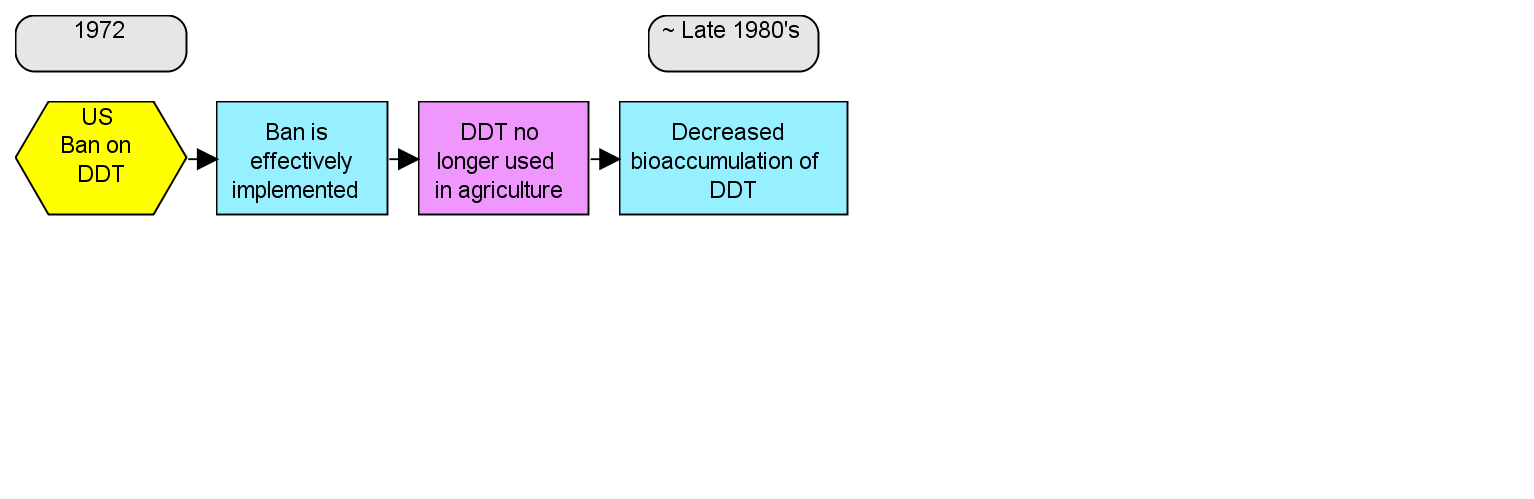 1972
~ Late 1980's
US
Ban on
DDT
Ban is
effectively
implemented
DDT no
longer used
in agriculture
Decreased
bioaccumulation of
DDT